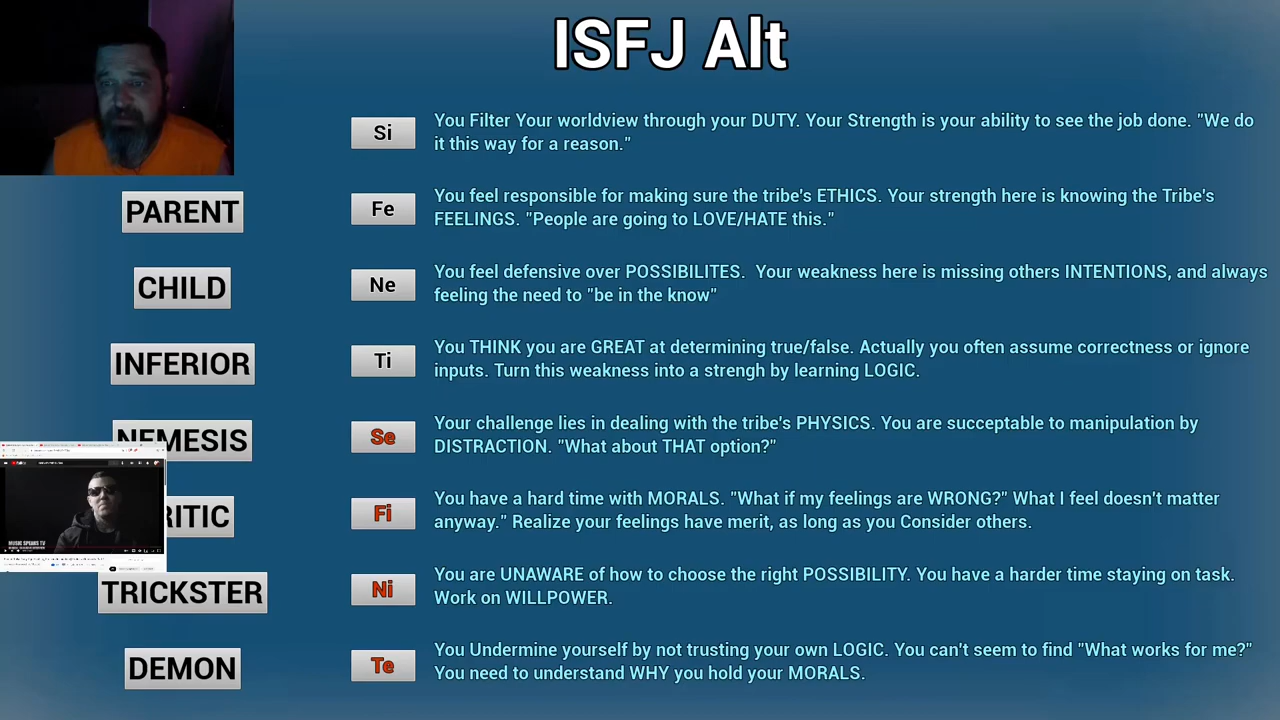 ISFJ Alt
Si
You Filter Your worldview through your DUTY. Your Strength is your ability to see the job done. "We do
it this way for a reason."
PARENT
Fe
You feel responsible for making sure the tribe's ETHICS. Your strength here is knowing the Tribe's
FEELINGS. "People are going to LOVE/HATE this."
CHILD
Ne
You feel defensive over POSSIBILITES. Your weakness here is missing others INTENTIONS, and always
feeling the need to "be in the know"
INFERIOR
Ti
You THINK you are GREAT at determining true/false. Actually you often assume correctness or ignore
inputs. Turn this weakness into a strengh by learning LOGIC.
NEMESIS
Se
Your challenge lies in dealing with the tribe's PHYSICS. You are succeptable to manipulation by
DISTRACTION. "What about THAT option?"
RITIC
Fi
You have a hard time with MORALS. "What if my feelings are WRONG?" What I feel doesn't matter
anyway." Realize your feelings have merit, as long as you Consider others.
MUSIC SPEAKS TV
TRICKSTER
Ni
You are UNAWARE of how to choose the right POSSIBILITY. You have a harder time staying on task.
Work on WILLPOWER.
DEMON
Te
You Undermine yourself by not trusting your own LOGIC. You can't seem to find "What works for me?"
You need to understand WHY you hold your MORALS.